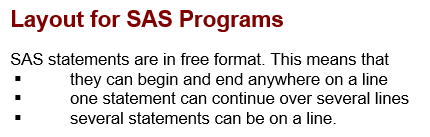 Layout for SAS Programs
SAS statements are in free format. This means that
▪ they can begin and end anywhere on a line
▪ one statement can continue over several lines
▪ several statements can be on a line.